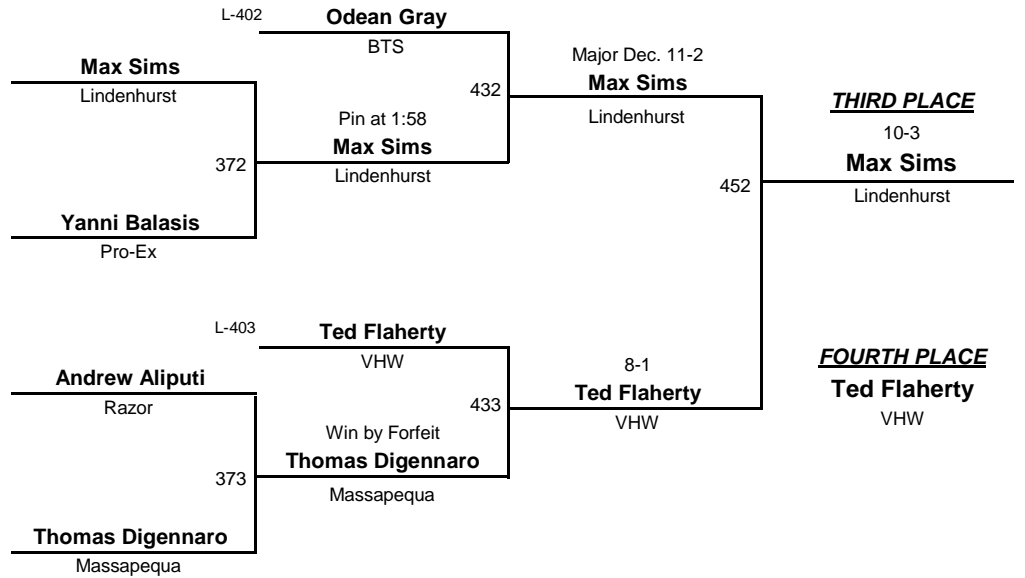 L-402
Odean Gray
BTS
Max Sims
Lindenhurst
432
Major Dec. 11-2
Max Sims
Lindenhurst
THIRD PLACE
10-3
Max Sims
Lindenhurst
Pin at 1:58
Max Sims
Lindenhurst
372
452
Yanni Balasis
Pro-Ex
L-403
Ted Flaherty
VHW
Andrew Aliputi
Razor
433
8-1
Ted Flaherty
VHW
FOURTH PLACE
Ted Flaherty
VHW
Win by Forfeit
Thomas Digennaro
Massapequa
373
Thomas Digennaro
Massapequa